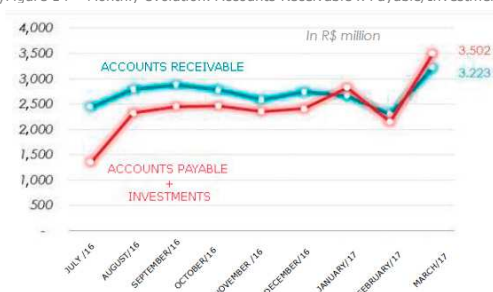 4,000
In R$ million
3,500
3,502
ACCOUNTS RECEIVABLE
3,000
3.223
2,500
2,000
1,500
ACCOUNTS PAYABLE
1,000
+
INVESTMENTS
500
-
JULY /16
AUGUST/16
SEPTEMBER/16
OCTOBER/16
NOVEMBER /16
DECEMBER /16
JANUARY/17
FEBRUARY/17
MARCH/17